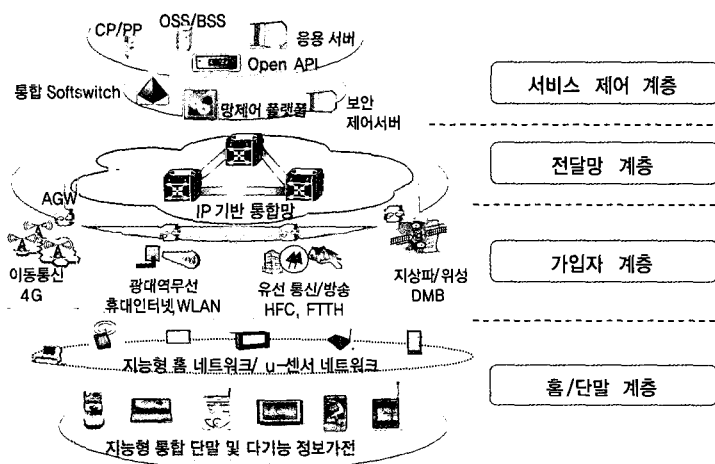 CP/PP
OSS/BSS
응용 서버
Open API
통합 Softswitch
망제어 플랫폼
보안
제어서버
서비스 제어 계층
AGW
IP 기반 통합망
전달망 계층
이동통신
4G
광대역무선
휴대인터넷 WLAN
유선 통신/방송
HFC, FTTH
지상파/위성
DMB
가입자 계층
지능형 홈 네트워크/ u-센서 네트워크
지능형 통합 단말 및 다기능 정보가전
홈/단말 계층